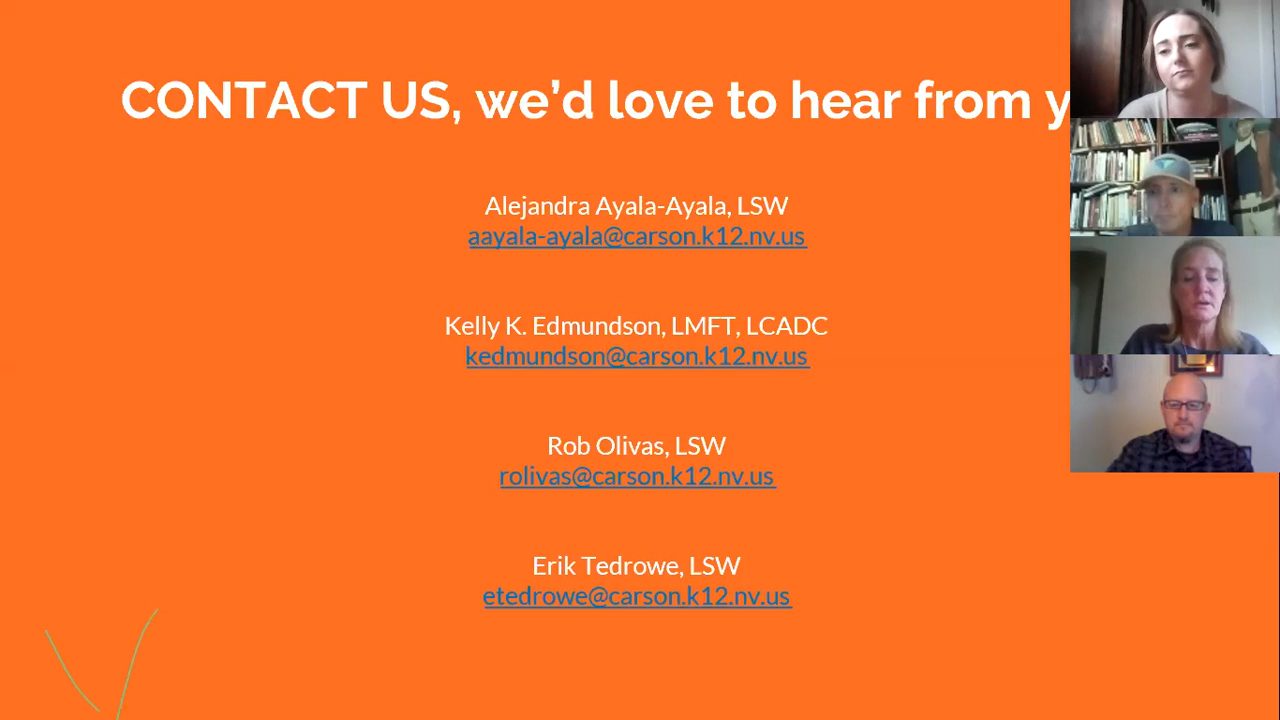 CONTACT US, we'd love to hear from y
Alejandra Ayala-Ayala, LSW
aayala-ayala@carson.k12.nv.us
Kelly K. Edmundson, LMFT, LCADC
kedmundson@carson.k12.nv.us
Rob Olivas, LSW
rolivas@carson.k12.nv.us
Erik Tedrowe, LSW
etedrowe@carson.k12.nv.us